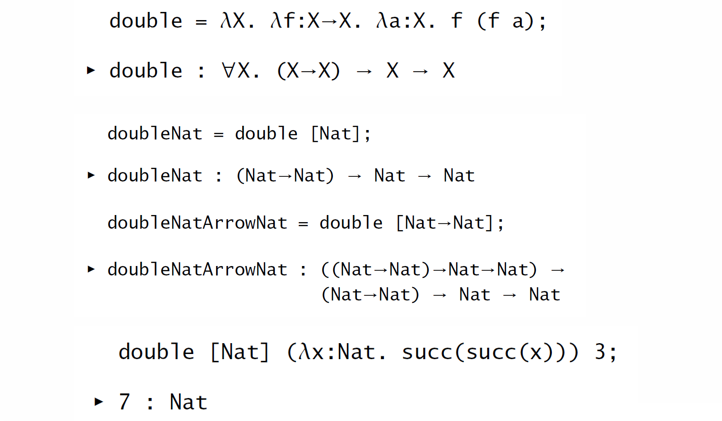 double = λX. λf:X→X. λa:X. f (f a);
▸ double : ∀X. (X→X) → X → X
doubleNat = double [Nat];
▸ doubleNat : (Nat→Nat) → Nat → Nat
doubleNatArrowNat = double [Nat→Nat];
▸ doubleNatArrowNat : ((Nat→Nat)→Nat→Nat) →
(Nat→Nat) → Nat → Nat
double [Nat] (λx:Nat. succ(succ(x))) 3;
▸ 7 : Nat